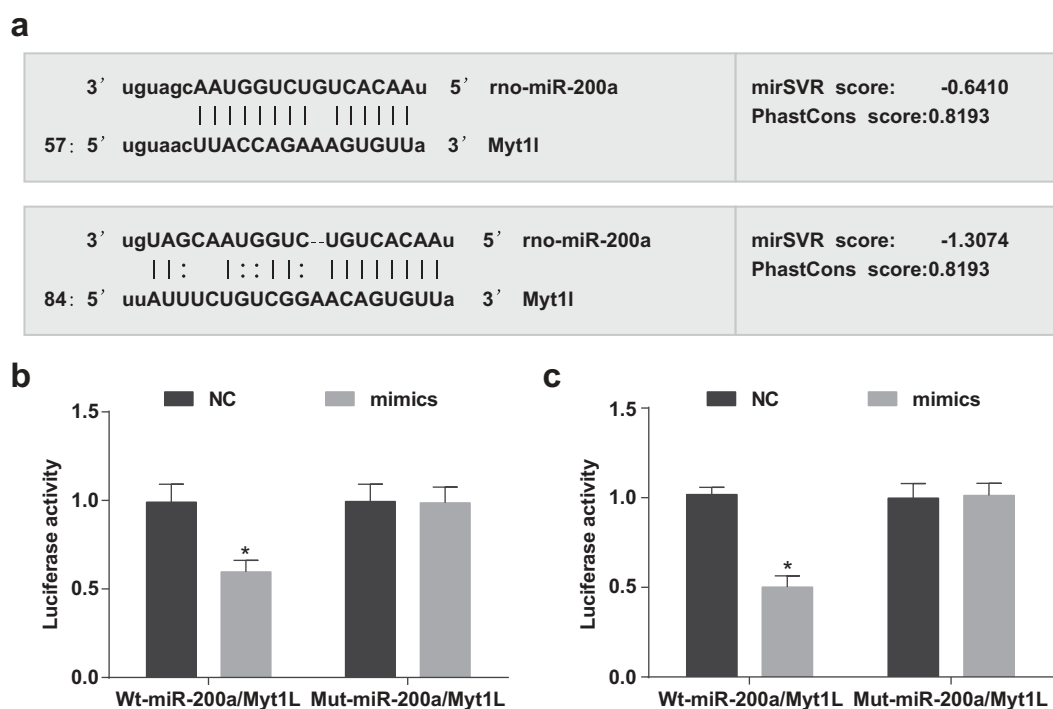 a
3' uguagcAAUGGUCUGUCACAAu 5' rno-miR-200a
57: 5' uguaacUUACCAGAAAGUGUUa 3' Myt1l
mirSVR score: -0.6410
PhastCons score:0.8193
3' ugUAGCAAUGGUC--UGUCACAAu 5' rno-miR-200a
84: 5' uuAUUUCUGUCGGAACAGUGUUa 3' Myt1l
mirSVR score: -1.3074
PhastCons score:0.8193
b
NC mimics
Luciferase activity
1.5
1.0
0.5
0.0
*
Wt-miR-200a/Myt1L Mut-miR-200a/Myt1L
c
NC mimics
Luciferase activity
1.5
1.0
0.5
0.0
*
Wt-miR-200a/Myt1L Mut-miR-200a/Myt1L